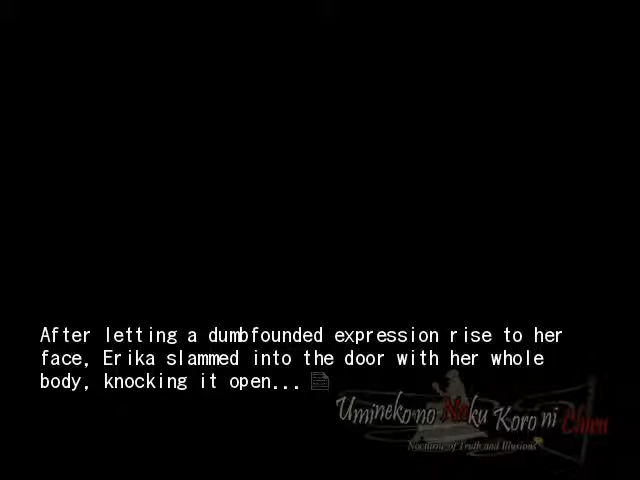 After letting a dumbfounded expression rise to her
face, Erika slammed into the door with her whole
body, knocking it open...
Umineko no Naku Koro ni Chiru
Nocturne of Truth and Illusions